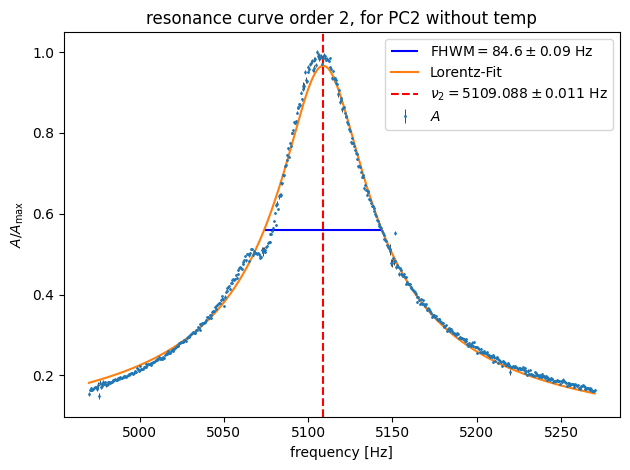 resonance curve order 2, for PC2 without temp
FHWM = 84.6 ± 0.09 Hz
Lorentz-Fit
ν₂ = 5109.088 ± 0.011 Hz
A
A/A_max
1.0
0.8
0.6
0.4
0.2
5000 5050 5100 5150 5200 5250
frequency [Hz]